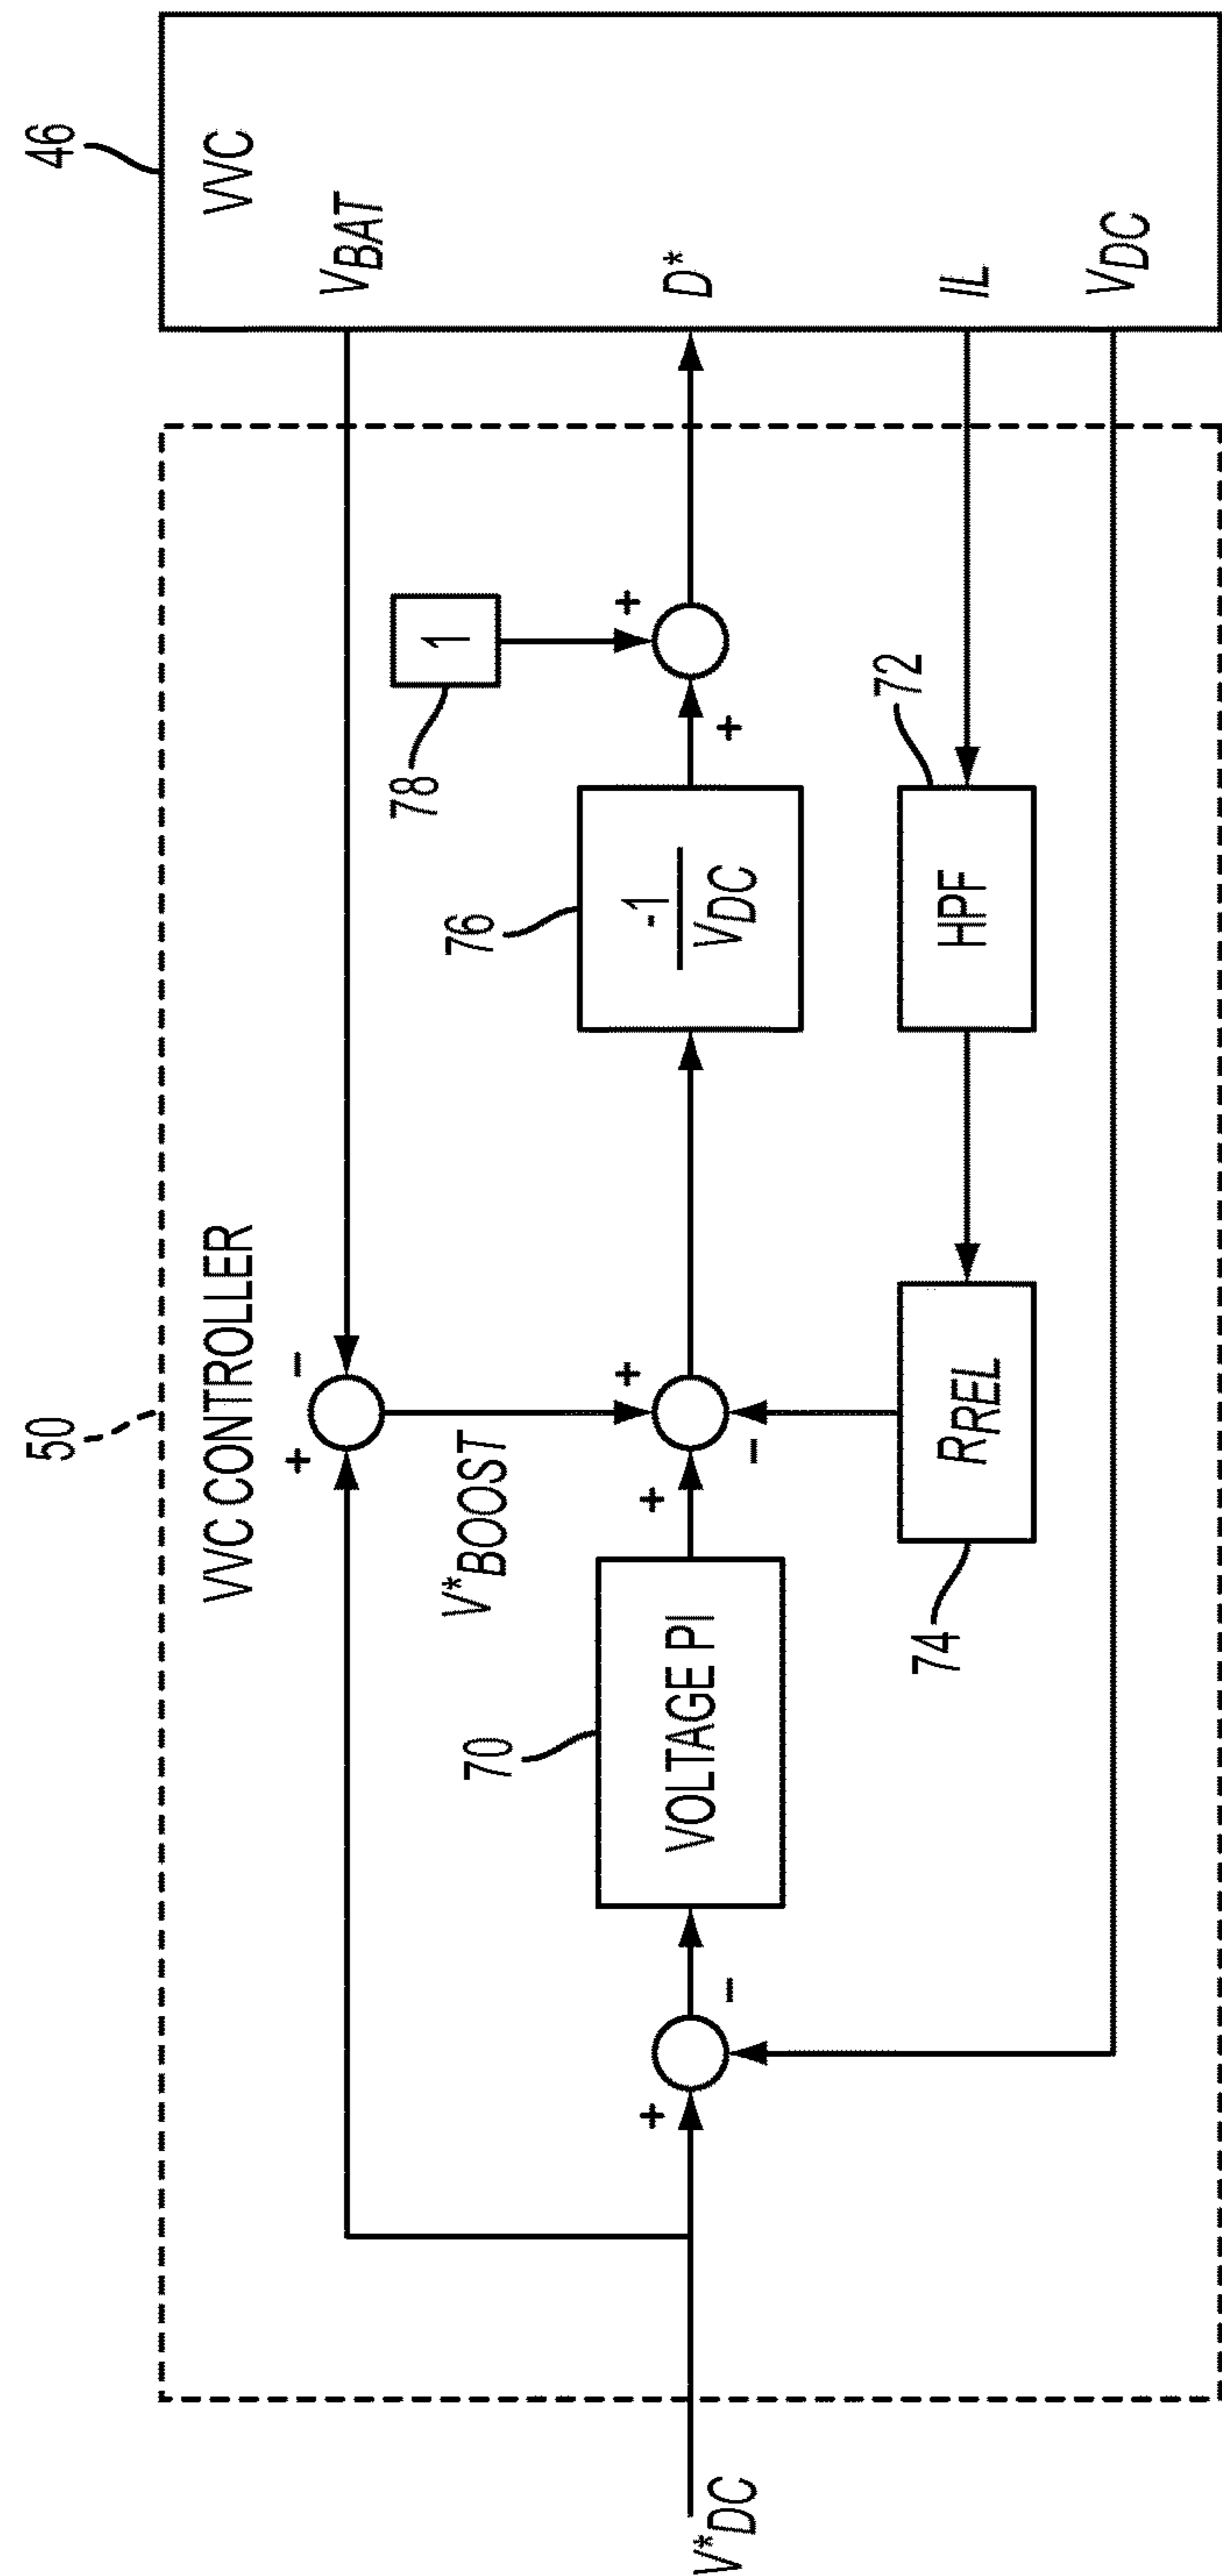 50
VVC CONTROLLER
46
VVC
V*DC
+
−
70
VOLTAGE PI
+
−
V*BOOST
+
+
−
VBAT
74
RREL
72
HPF
76
-1
VDC
78
1
+
+
D*
IL
VDC